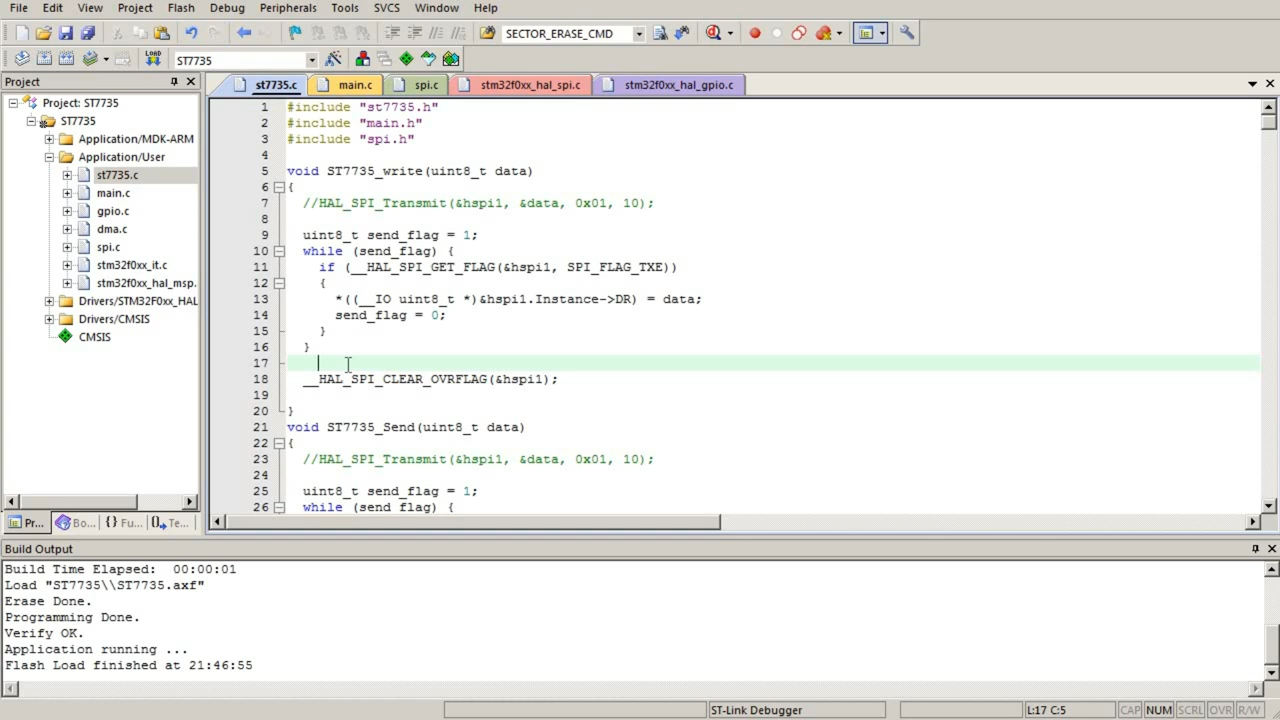 File Edit View Project Flash Debug Peripherals Tools SVCS Window Help
SECTOR_ERASE_CMD
LOAD ST7735
Project
Project: ST7735
ST7735
Application/MDK-ARM
Application/User
st7735.c
main.c
gpio.c
dma.c
spi.c
stm32f0xx_it.c
stm32f0xx_hal_msp.
Drivers/STM32F0xx_HAL
Drivers/CMSIS
CMSIS
Pr... Bo... {} Fu... Te...
st7735.c main.c spi.c stm32f0xx_hal_spi.c stm32f0xx_hal_gpio.c
1 #include "st7735.h"
2 #include "main.h"
3 #include "spi.h"
4
5 void ST7735_write(uint8_t data)
6 {
7 //HAL_SPI_Transmit(&hspi1, &data, 0x01, 10);
8
9 uint8_t send_flag = 1;
10 while (send_flag) {
11 if (__HAL_SPI_GET_FLAG(&hspi1, SPI_FLAG_TXE))
12 {
13 *((__IO uint8_t *)&hspi1.Instance->DR) = data;
14 send_flag = 0;
15 }
16 }
17
18 __HAL_SPI_CLEAR_OVRFLAG(&hspi1);
19
20 }
21 void ST7735_Send(uint8_t data)
22 {
23 //HAL_SPI_Transmit(&hspi1, &data, 0x01, 10);
24
25 uint8_t send_flag = 1;
26 while (send_flag) {
Build Output
Build Time Elapsed: 00:00:01
Load "ST7735\\ST7735.axf"
Erase Done.
Programming Done.
Verify OK.
Application running ...
Flash Load finished at 21:46:55
ST-Link Debugger L:17 C:5 CAP NUM SCRL OVR R/W